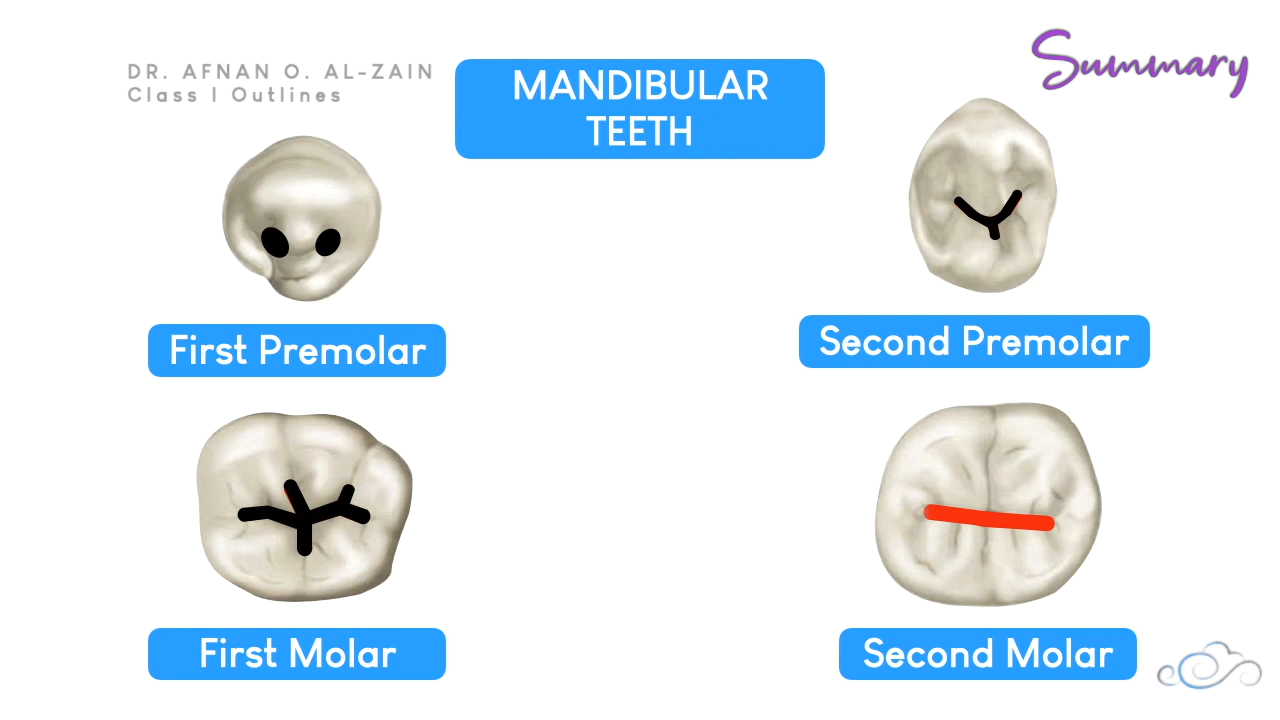 DR. AFNAN O. AL-ZAIN
Class I Outlines
MANDIBULAR
TEETH
Summary
First Premolar
Second Premolar
First Molar
Second Molar